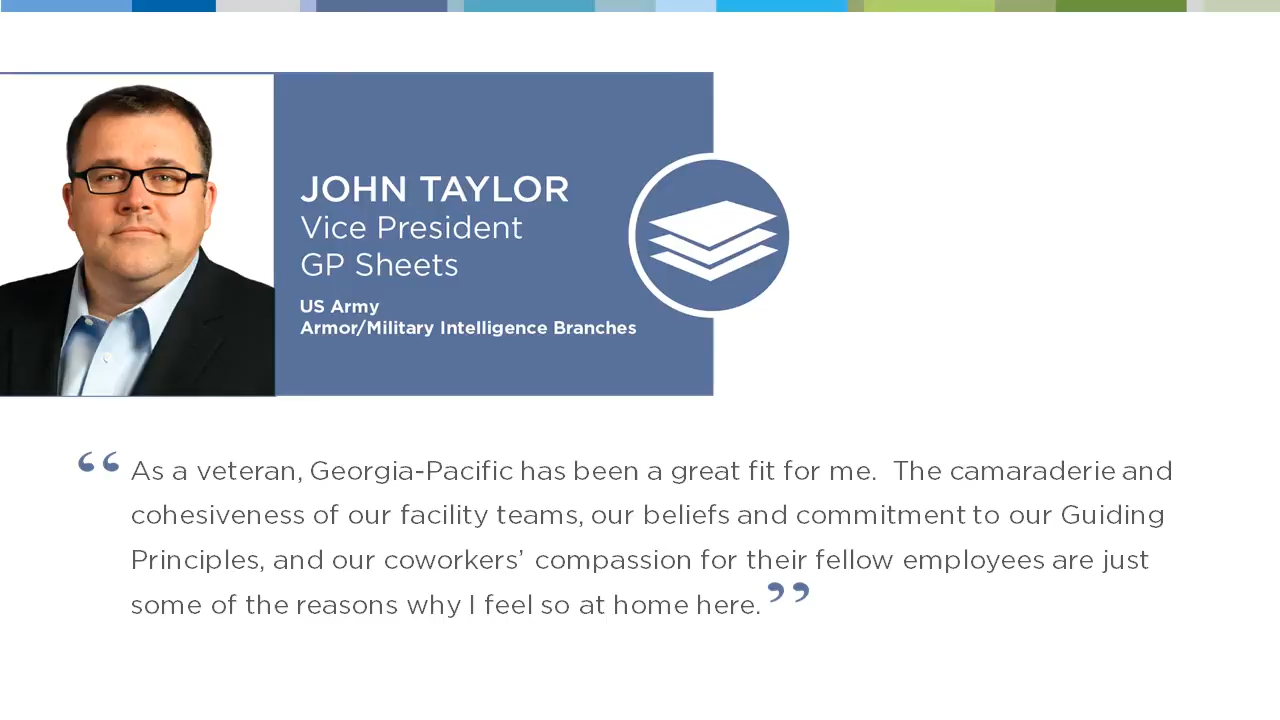 JOHN TAYLOR
Vice President
GP Sheets
US Army
Armor/Military Intelligence Branches
“ As a veteran, Georgia-Pacific has been a great fit for me.  The camaraderie and
cohesiveness of our facility teams, our beliefs and commitment to our Guiding
Principles, and our coworkers’ compassion for their fellow employees are just
some of the reasons why I feel so at home here. ”